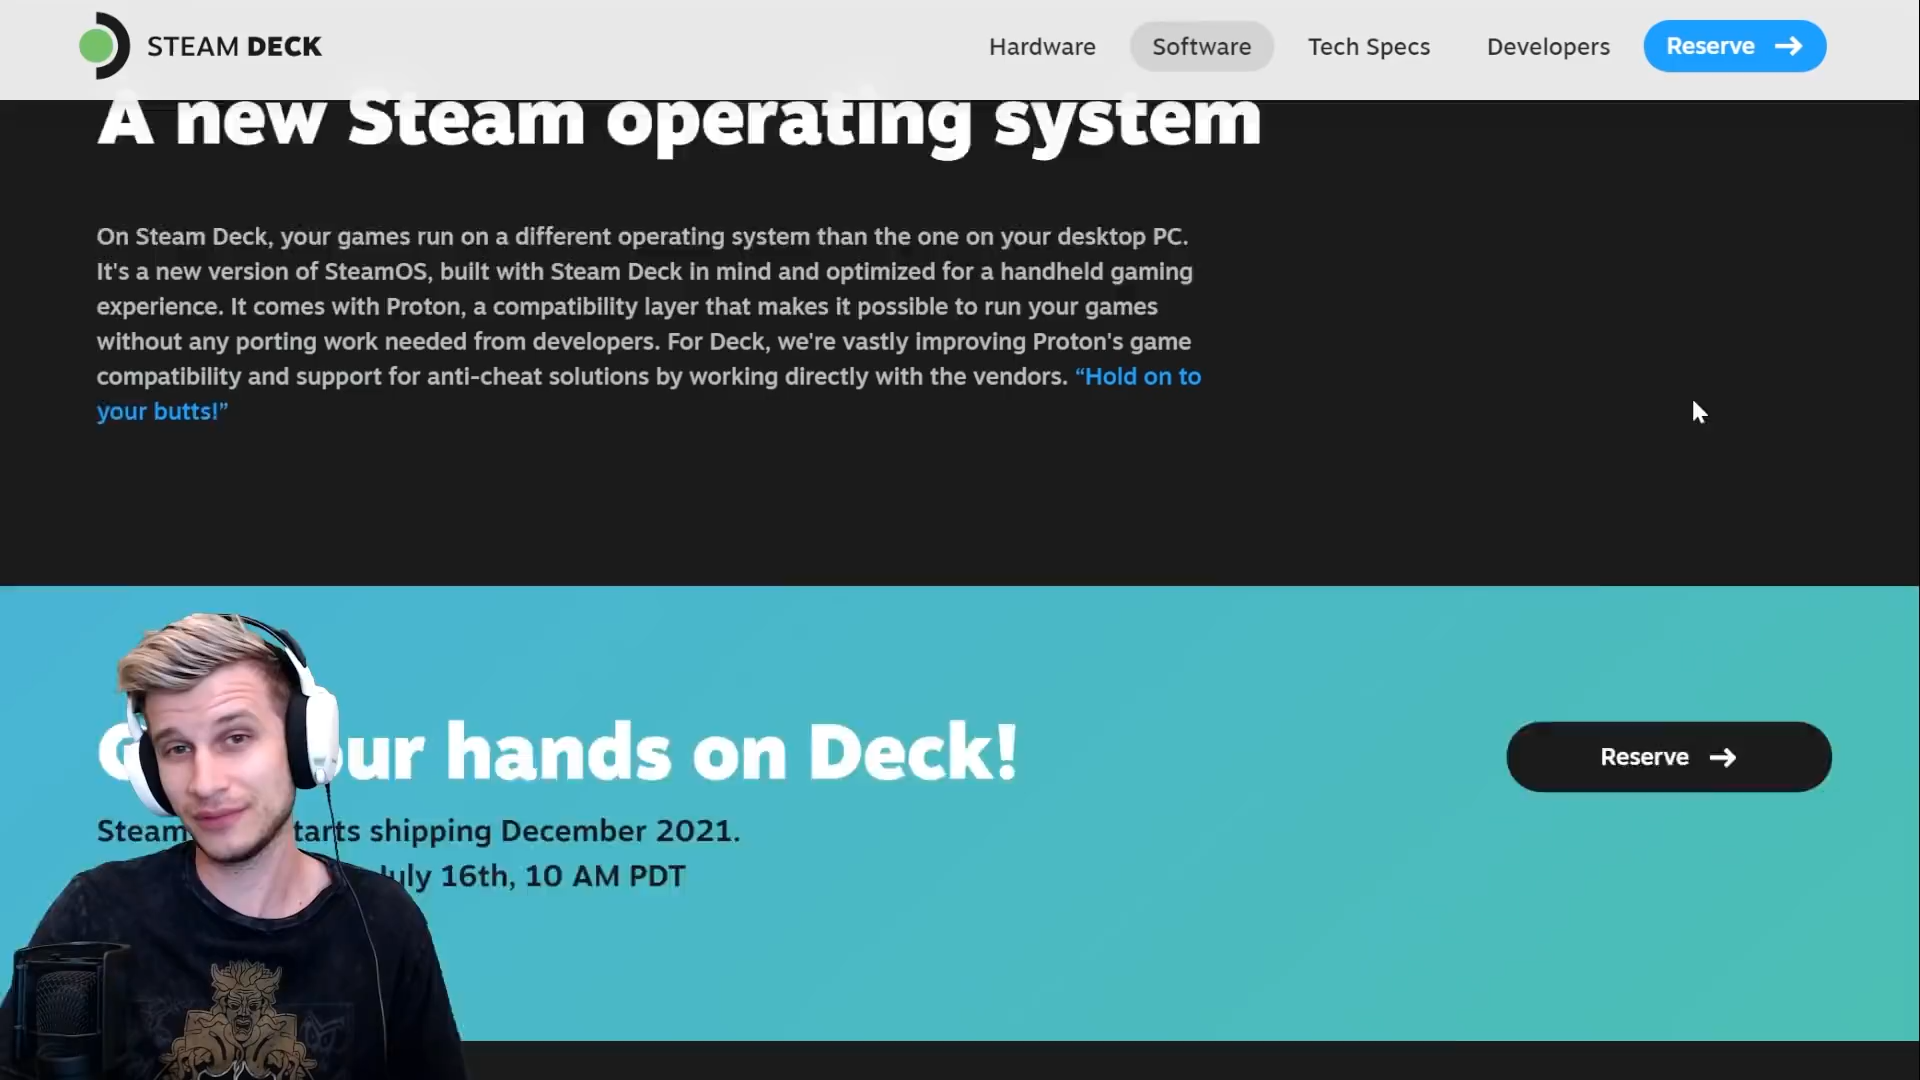 STEAM DECK
Hardware
Software
Tech Specs
Developers
Reserve →
A new Steam operating system
On Steam Deck, your games run on a different operating system than the one on your desktop PC.
It's a new version of SteamOS, built with Steam Deck in mind and optimized for a handheld gaming
experience. It comes with Proton, a compatibility layer that makes it possible to run your games
without any porting work needed from developers. For Deck, we're vastly improving Proton's game
compatibility and support for anti-cheat solutions by working directly with the vendors. “Hold on to
your butts!”
hands on Deck!
Reserve →
Steam shipping December 2021.
16th, 10 AM PDT